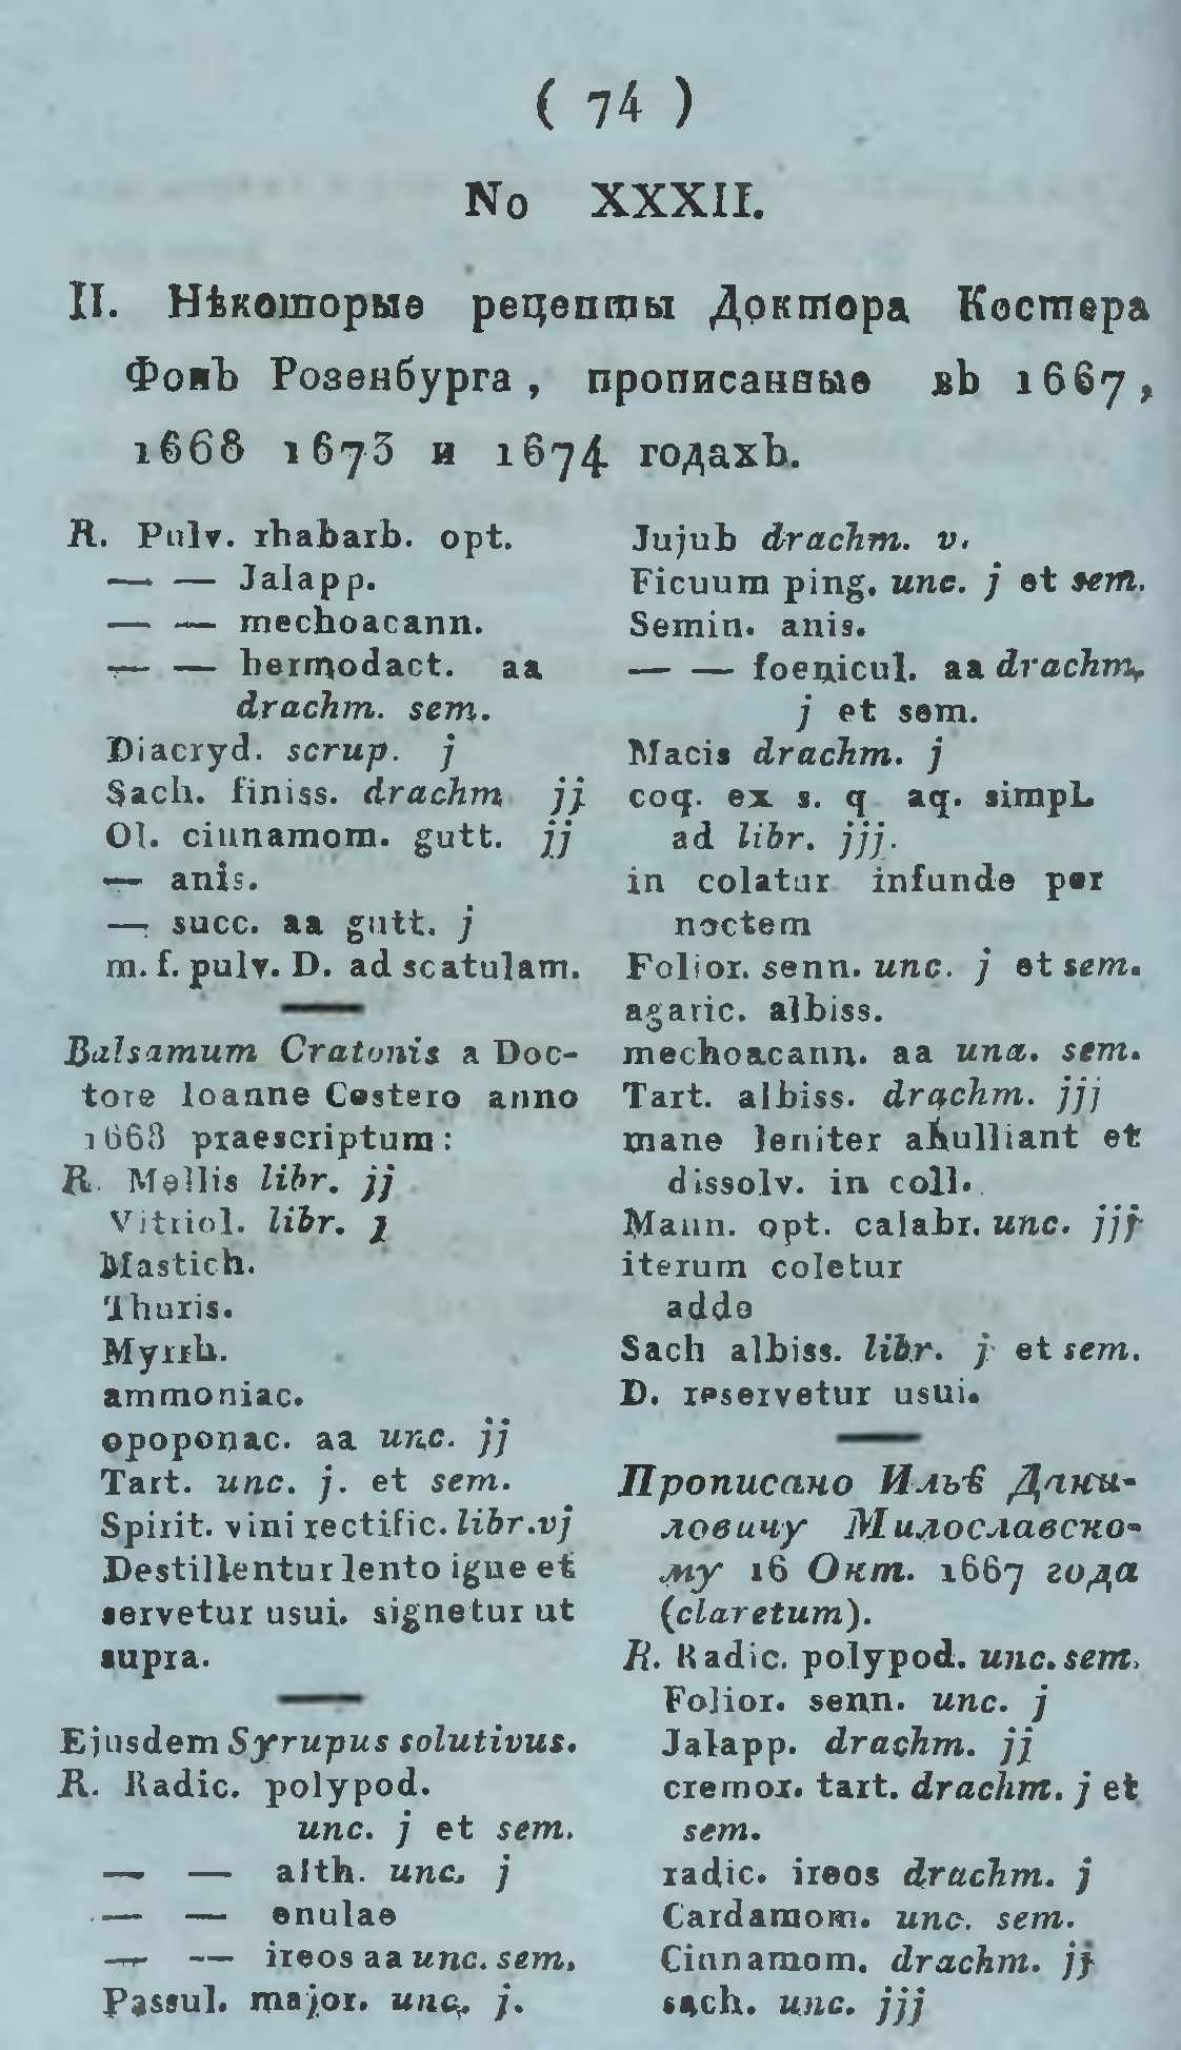 ( 74 )
No XXXII.
II. Нѣкоторые рецепты Доктора Костера
Фонъ Розенбурга, прописанные въ 1667,
1668 1673 и 1674 годахъ.
R. Pulv. rhabarb. opt.
— — Jalapp.
— — mechoacann.
— — hermodact. aa
drachm. sem.
Diacryd. scrup. j
Sach. finiss. drachm. jj
Ol. cinnamom. gutt. jj
— anis.
— succ. aa gutt. j
m. f. pulv. D. ad scatulam.
Balsamum Cratonis a Doc-
tore Ioanne Costero anno
1668 praescriptum:
R. Mellis libr. jj
Vitriol. libr. j
Mastich.
Thuris.
Myrrh.
ammoniac.
opoponac. aa unc. jj
Tart. unc. j. et sem.
Spirit. vini rectific. libr. vj
Destillentur lento igne et
servetur usui. signetur ut
supra.
Ejusdem Syrupus solutivus.
R. Radic. polypod.
unc. j et sem.
— — alth. unc. j
— — enulae
— — ireos aa unc. sem.
Passul. major. unc. j.
Jujub drachm. v.
Ficuum ping. unc. j et sem.
Semin. anis.
— — foenicul. aa drachm.
j et sem.
Macis drachm. j
coq. ex s. q aq. simpl.
ad libr. jjj.
in colatur infunde per
noctem
Folior. senn. unc. j et sem.
agaric. albiss.
mechoacann. aa una. sem.
Tart. albiss. drachm. jjj
mane leniter abulliant et
dissolv. in coll.
Mann. opt. calabr. unc. jjj
iterum coletur
adde
Sach albiss. libr. j et sem.
D. reservetur usui.
Прописано Ильѣ Дани-
ловичу Милославско-
му 16 Окт. 1667 года
(claretum).
R. Radic. polypod. unc. sem.
Folior. senn. unc. j
Jalapp. drachm. jj
cremor. tart. drachm. j et
sem.
radic. ireos drachm. j
Cardamom. unc. sem.
Cinnamom. drachm. jj
sach. unc. jjj